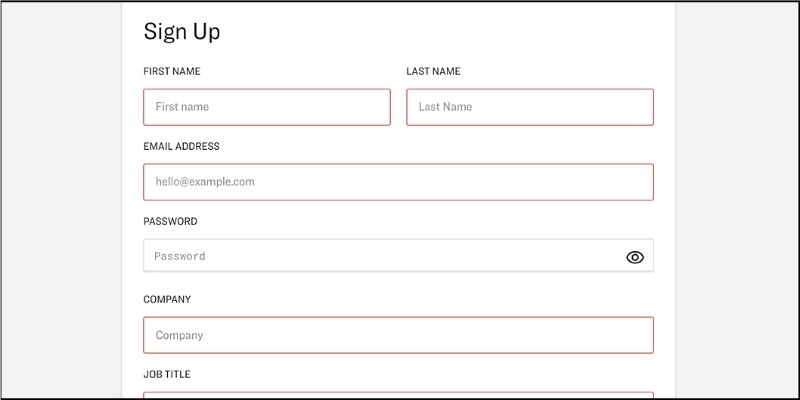 Sign Up
FIRST NAME LAST NAME
First name Last Name
EMAIL ADDRESS
hello@example.com
PASSWORD
Password
COMPANY
Company
JOB TITLE